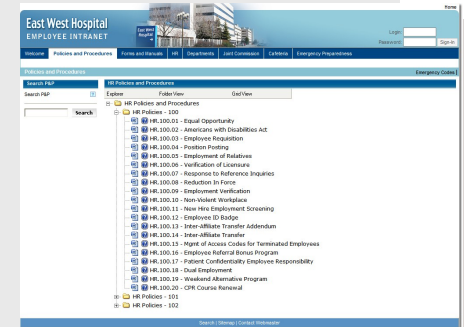 Home
East West Hospital
EMPLOYEE INTRANET
East West
Hospital
Login:
Password:
Sign-in
Welcome Policies and Procedures Forms and Manuals HR Departments Joint Commission Cafeteria Emergency Preparedness
Policies and Procedures
Emergency Codes |
Search P&P
HR Policies and Procedures
Search P&P
Explorer Folder View Grid View
Search
HR Policies and Procedures
HR Policies - 100
HR.100.01 - Equal Opportunity
HR.100.02 - Americans with Disabilities Act
HR.100.03 - Employee Requisition
HR.100.04 - Position Posting
HR.100.05 - Employment of Relatives
HR.100.06 - Verification of Licensure
HR.100.07 - Response to Reference Inquiries
HR.100.08 - Reduction In Force
HR.100.09 - Employment Verification
HR.100.10 - Non-Violent Workplace
HR.100.11 - New Hire Employment Screening
HR.100.12 - Employee ID Badge
HR.100.13 - Inter-Affiliate Transfer Addendum
HR.100.14 - Inter-Affiliate Transfer
HR.100.15 - Mgmt of Access Codes for Terminated Employees
HR.100.16 - Employee Referral Bonus Program
HR.100.17 - Patient Confidentiality Employee Responsibility
HR.100.18 - Dual Employment
HR.100.19 - Weekend Alternative Program
HR.100.20 - CPR Course Renewal
HR Policies - 101
HR Policies - 102
Search | Sitemap | Contact Webmaster